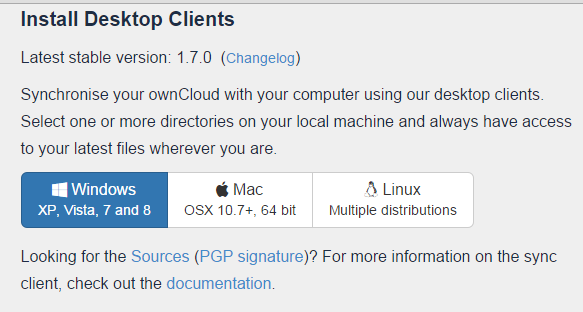 Install Desktop Clients
Latest stable version: 1.7.0 (Changelog)
Synchronise your ownCloud with your computer using our desktop clients.
Select one or more directories on your local machine and always have access
to your latest files wherever you are.
Windows
XP, Vista, 7 and 8
Mac
OSX 10.7+, 64 bit
Linux
Multiple distributions
Looking for the Sources (PGP signature)? For more information on the sync
client, check out the documentation.